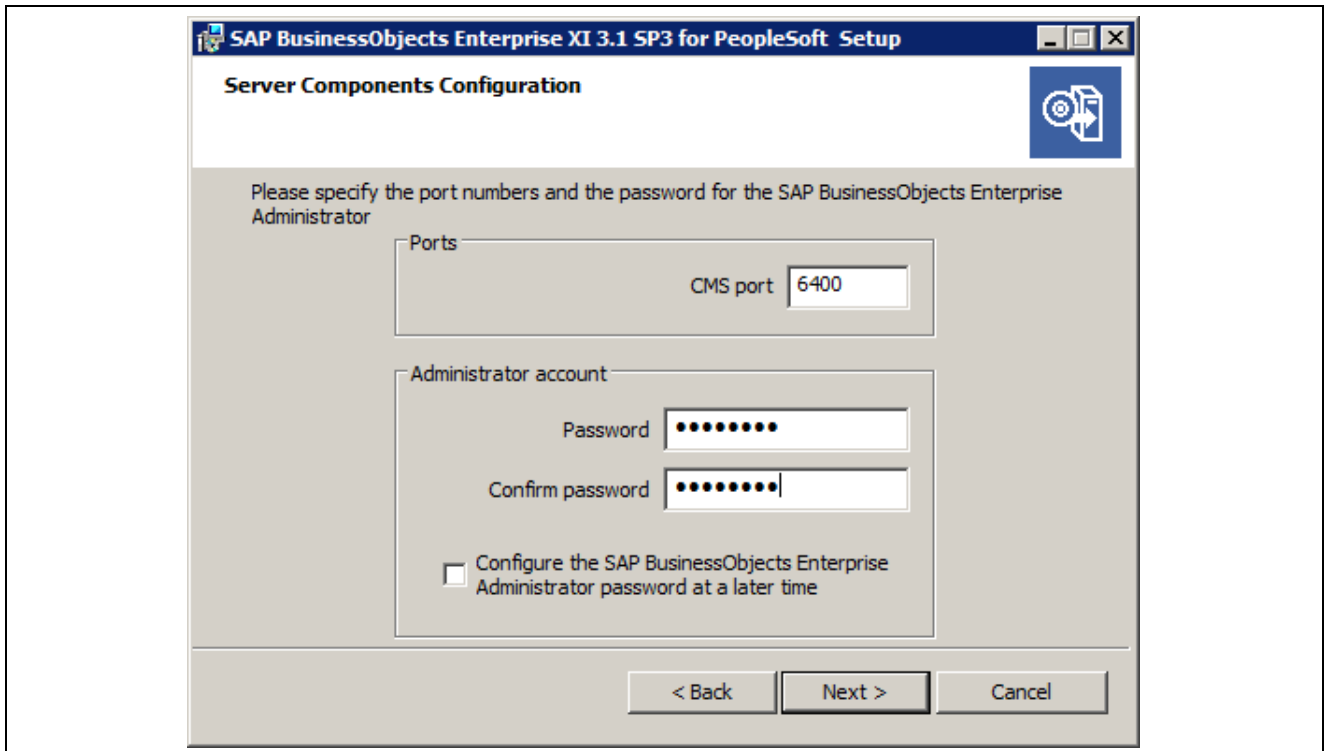 SAP BusinessObjects Enterprise XI 3.1 SP3 for PeopleSoft Setup
Server Components Configuration
Please specify the port numbers and the password for the SAP BusinessObjects Enterprise
Administrator
Ports
CMS port 6400
Administrator account
Password ••••••••
Confirm password ••••••••
Configure the SAP BusinessObjects Enterprise
Administrator password at a later time
< Back Next > Cancel